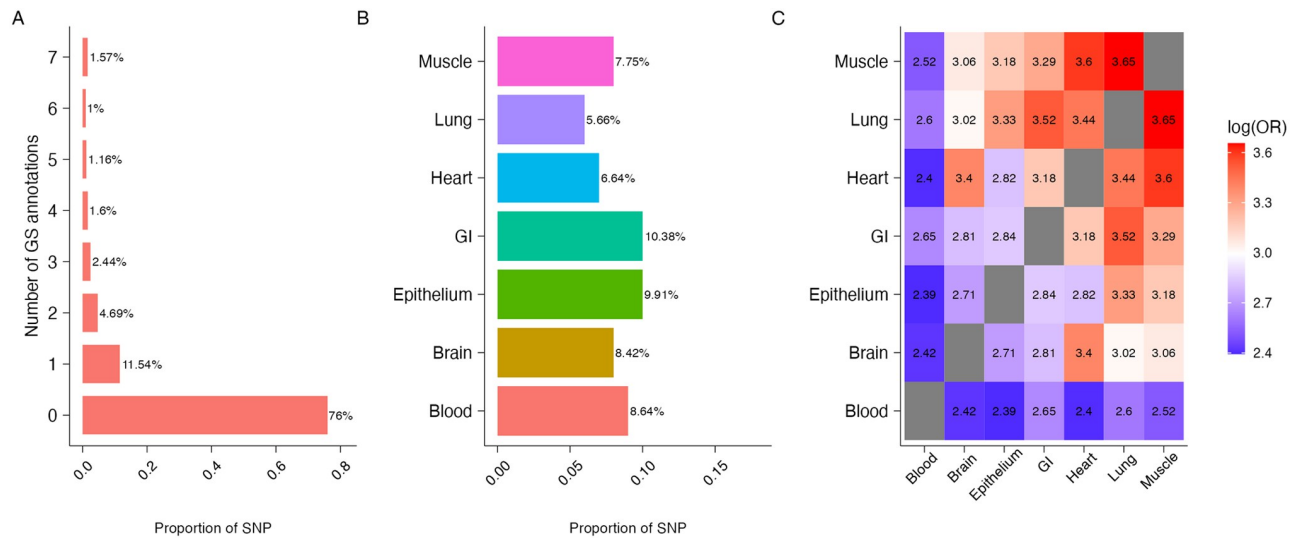 A
Number of GS annotations
7 1.57%
6 1%
5 1.16%
4 1.6%
3 2.44%
2 4.69%
1 11.54%
0 76%
0.0 0.2 0.4 0.6 0.8
Proportion of SNP
B
Muscle 7.75%
Lung 5.66%
Heart 6.64%
GI 10.38%
Epithelium 9.91%
Brain 8.42%
Blood 8.64%
0.00 0.05 0.10 0.15
Proportion of SNP
C
Muscle 2.52 3.06 3.18 3.29 3.6 3.65
Lung 2.6 3.02 3.33 3.52 3.44 3.65
Heart 2.4 3.4 2.82 3.18 3.44 3.6
GI 2.65 2.81 2.84 3.18 3.52 3.29
Epithelium 2.39 2.71 2.84 2.82 3.33 3.18
Brain 2.42 2.71 2.81 3.4 3.02 3.06
Blood 2.42 2.39 2.65 2.4 2.6 2.52
Blood Brain Epithelium GI Heart Lung Muscle
log(OR)
3.6
3.3
3.0
2.7
2.4